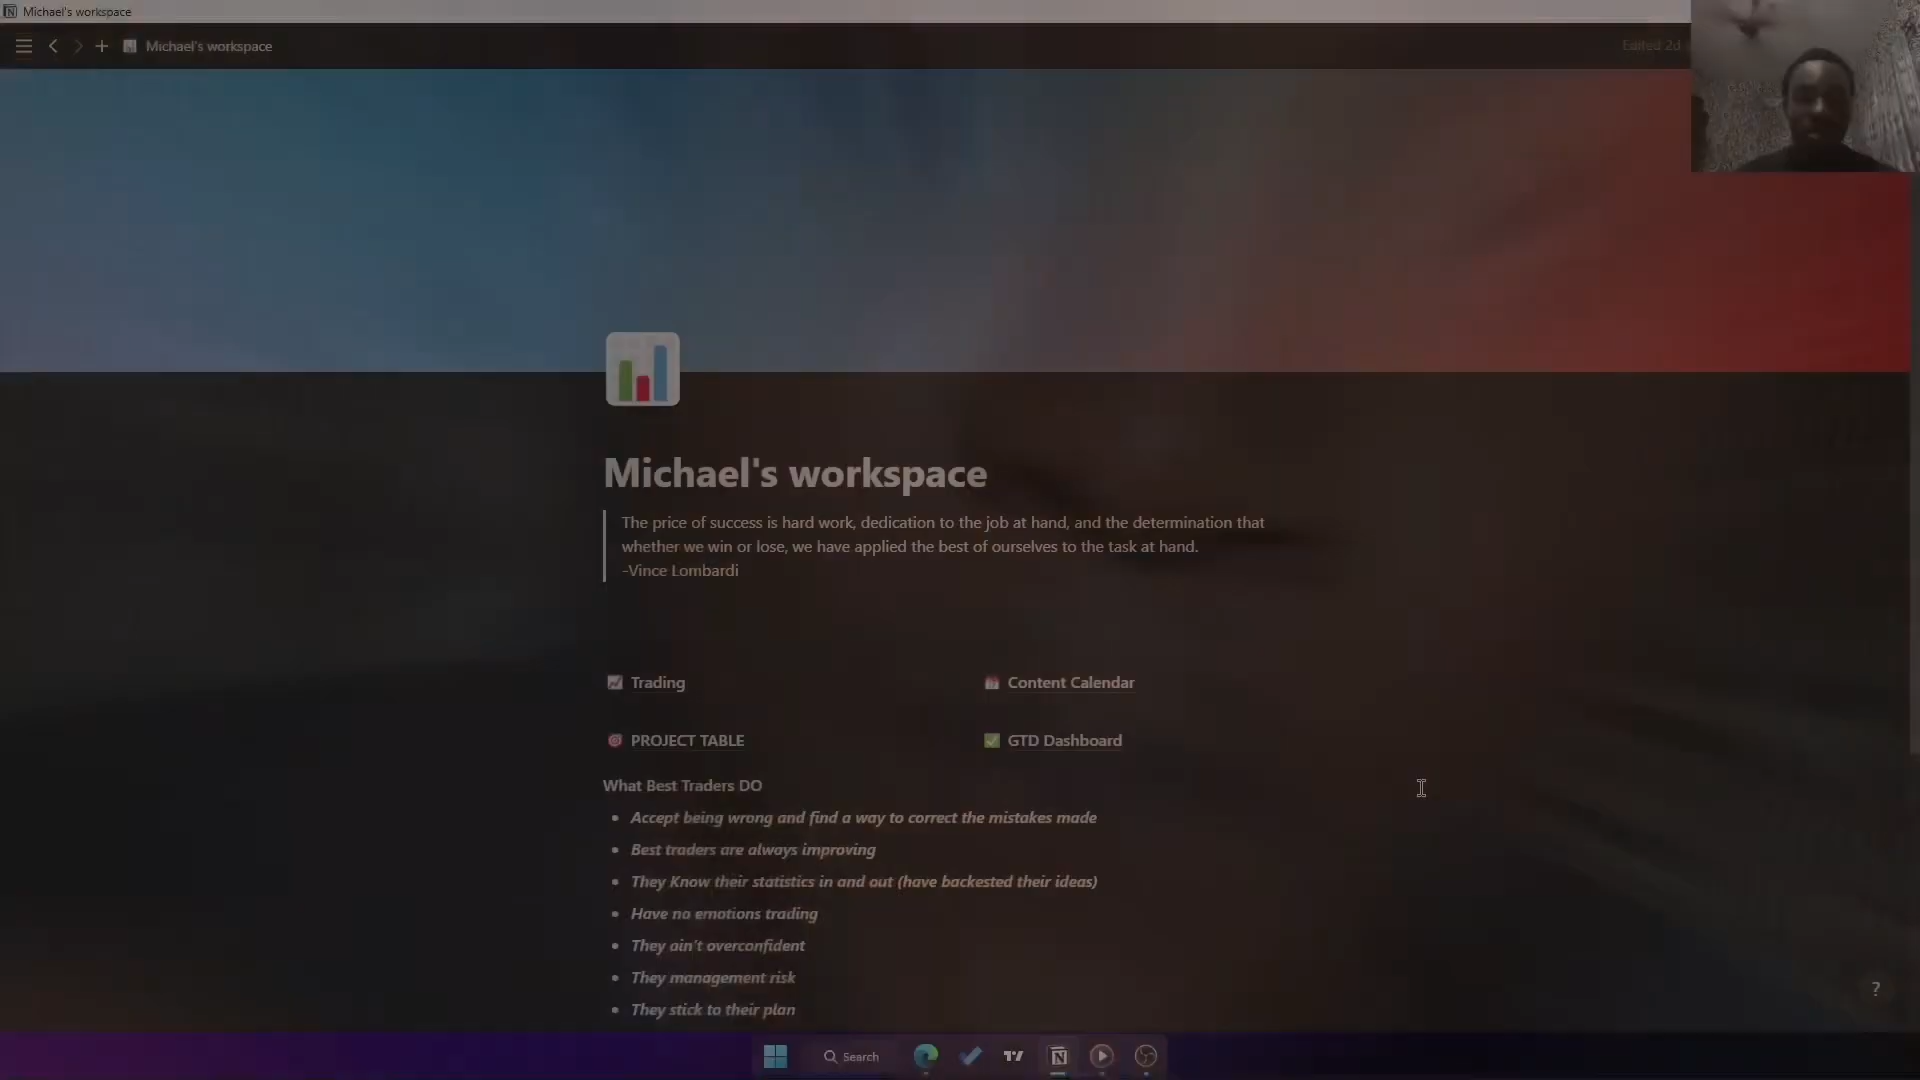 Michael's workspace
Michael's workspace
Edited 2d
Michael's workspace
The price of success is hard work, dedication to the job at hand, and the determination that
whether we win or lose, we have applied the best of ourselves to the task at hand.
-Vince Lombardi
Trading
Content Calendar
PROJECT TABLE
GTD Dashboard
What Best Traders DO
• Accept being wrong and find a way to correct the mistakes made
• Best traders are always improving
• They Know their statistics in and out (have backested their ideas)
• Have no emotions trading
• They ain't overconfident
• They management risk
• They stick to their plan
?
Search